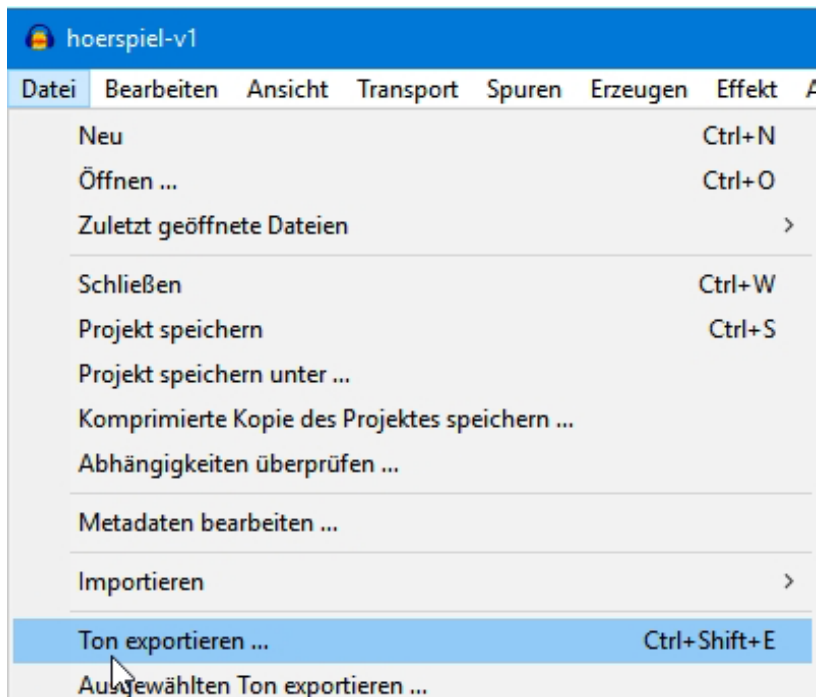 hoerspiel-v1
Datei Bearbeiten Ansicht Transport Spuren Erzeugen Effekt
Neu Ctrl+N
Öffnen ... Ctrl+O
Zuletzt geöffnete Dateien
Schließen Ctrl+W
Projekt speichern Ctrl+S
Projekt speichern unter ...
Komprimierte Kopie des Projektes speichern ...
Abhängigkeiten überprüfen ...
Metadaten bearbeiten ...
Importieren
Ton exportieren ... Ctrl+Shift+E
Ausgewählten Ton exportieren ...